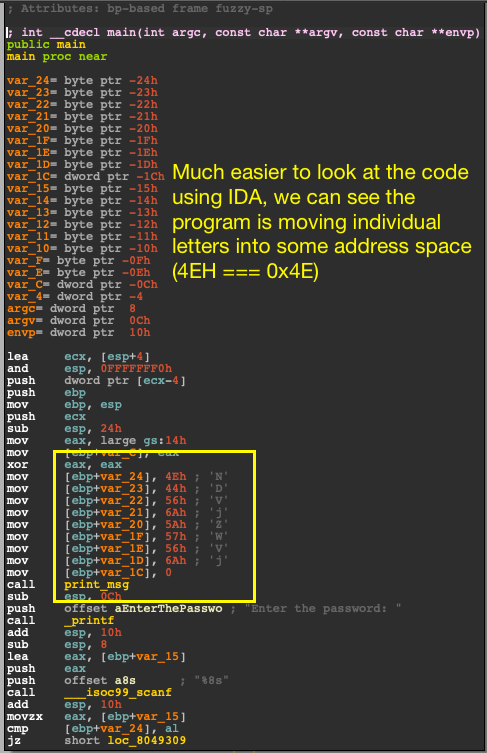 ; Attributes: bp-based frame fuzzy-sp
; int __cdecl main(int argc, const char **argv, const char **envp)
public main
main proc near
var_24= byte ptr -24h
var_23= byte ptr -23h
var_22= byte ptr -22h
var_21= byte ptr -21h
var_20= byte ptr -20h
var_1F= byte ptr -1Fh
var_1E= byte ptr -1Eh
var_1D= byte ptr -1Dh
var_1C= dword ptr -1Ch
var_15= byte ptr -15h
var_14= byte ptr -14h
var_13= byte ptr -13h
var_12= byte ptr -12h
var_11= byte ptr -11h
var_10= byte ptr -10h
var_F= byte ptr -0Fh
var_E= byte ptr -0Eh
var_C= dword ptr -0Ch
var_4= dword ptr -4
argc= dword ptr 8
argv= dword ptr 0Ch
envp= dword ptr 10h
Much easier to look at the code
using IDA, we can see the
program is moving individual
letters into some address space
(4EH === 0x4E)
lea ecx, [esp+4]
and esp, 0FFFFFFF0h
push dword ptr [ecx-4]
push ebp
mov ebp, esp
push ecx
sub esp, 24h
mov eax, large gs:14h
mov [ebp+var_C], eax
xor eax, eax
mov [ebp+var_24], 4Eh ; 'N'
mov [ebp+var_23], 44h ; 'D'
mov [ebp+var_22], 56h ; 'V'
mov [ebp+var_21], 6Ah ; 'j'
mov [ebp+var_20], 5Ah ; 'Z'
mov [ebp+var_1F], 57h ; 'W'
mov [ebp+var_1E], 56h ; 'V'
mov [ebp+var_1D], 6Ah ; 'j'
mov [ebp+var_1C], 0
call print_msg
sub esp, 0Ch
push offset aEnterThePasswo ; "Enter the password: "
call _printf
add esp, 10h
sub esp, 8
lea eax, [ebp+var_15]
push eax
push offset a8s ; "%8s"
call ___isoc99_scanf
add esp, 10h
movzx eax, [ebp+var_15]
cmp [ebp+var_24], al
jz short loc_8049309